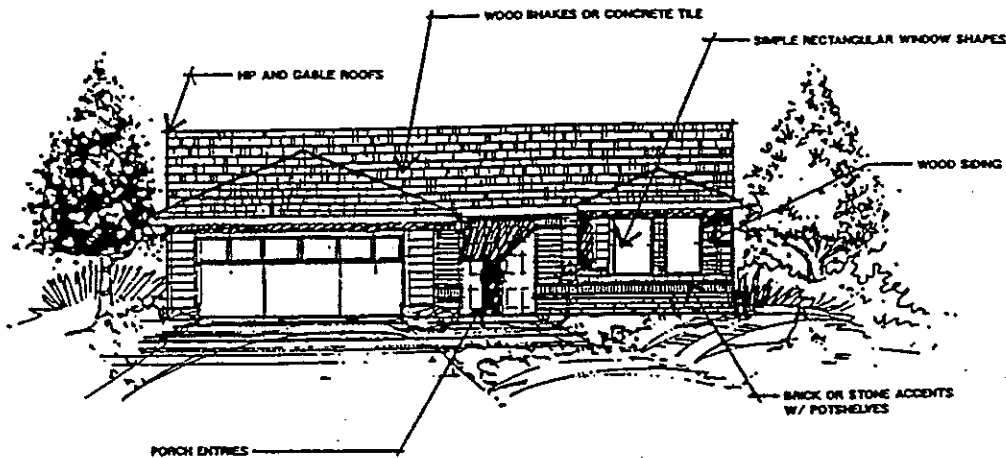 WOOD SHAKES OR CONCRETE TILE
SIMPLE RECTANGULAR WINDOW SHAPES
HIP AND GABLE ROOFS
WOOD SIDING
BRICK OR STONE ACCENTS
W/ POTSHELVES
PORCH ENTRIES